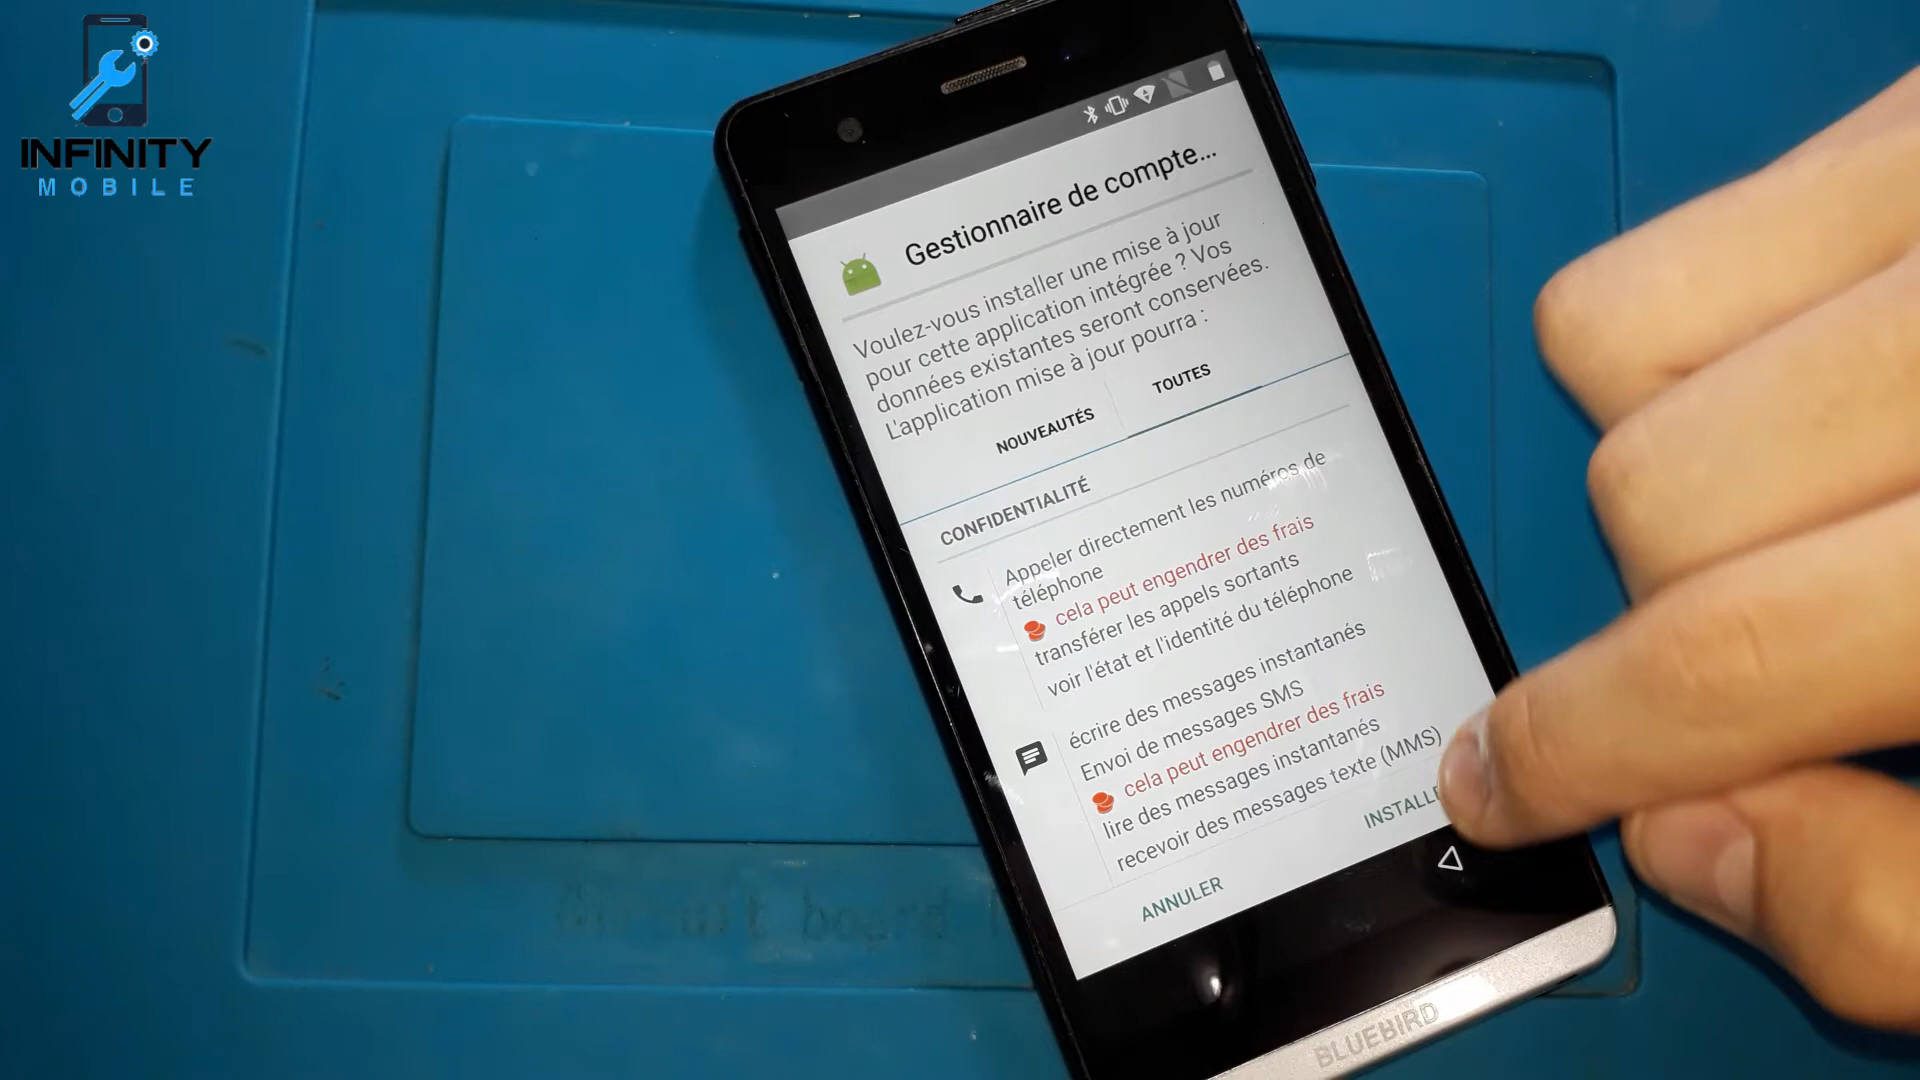 INFINITY
MOBILE
Gestionnaire de compte...
Voulez-vous installer une mise à jour
pour cette application intégrée ? Vos
données existantes seront conservées.
L'application mise à jour pourra :
NOUVEAUTÉS
TOUTES
CONFIDENTIALITÉ
Appeler directement les numéros de
téléphone
cela peut engendrer des frais
transférer les appels sortants
voir l'état et l'identité du téléphone
écrire des messages instantanés
Envoi de messages SMS
cela peut engendrer des frais
lire des messages instantanés
recevoir des messages texte (MMS)
ANNULER
INSTALLE
BLUEBIRD
board